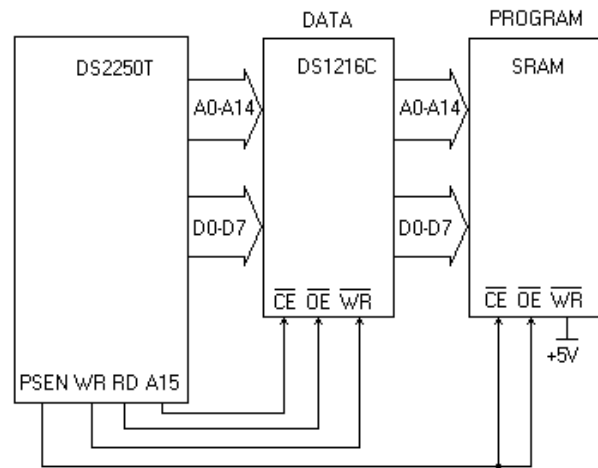 DATA
PROGRAM
DS2250T
DS1216C
SRAM
A0-A14
A0-A14
D0-D7
D0-D7
CE OE WR
CE OE WR
+5V
PSEN WR RD A15